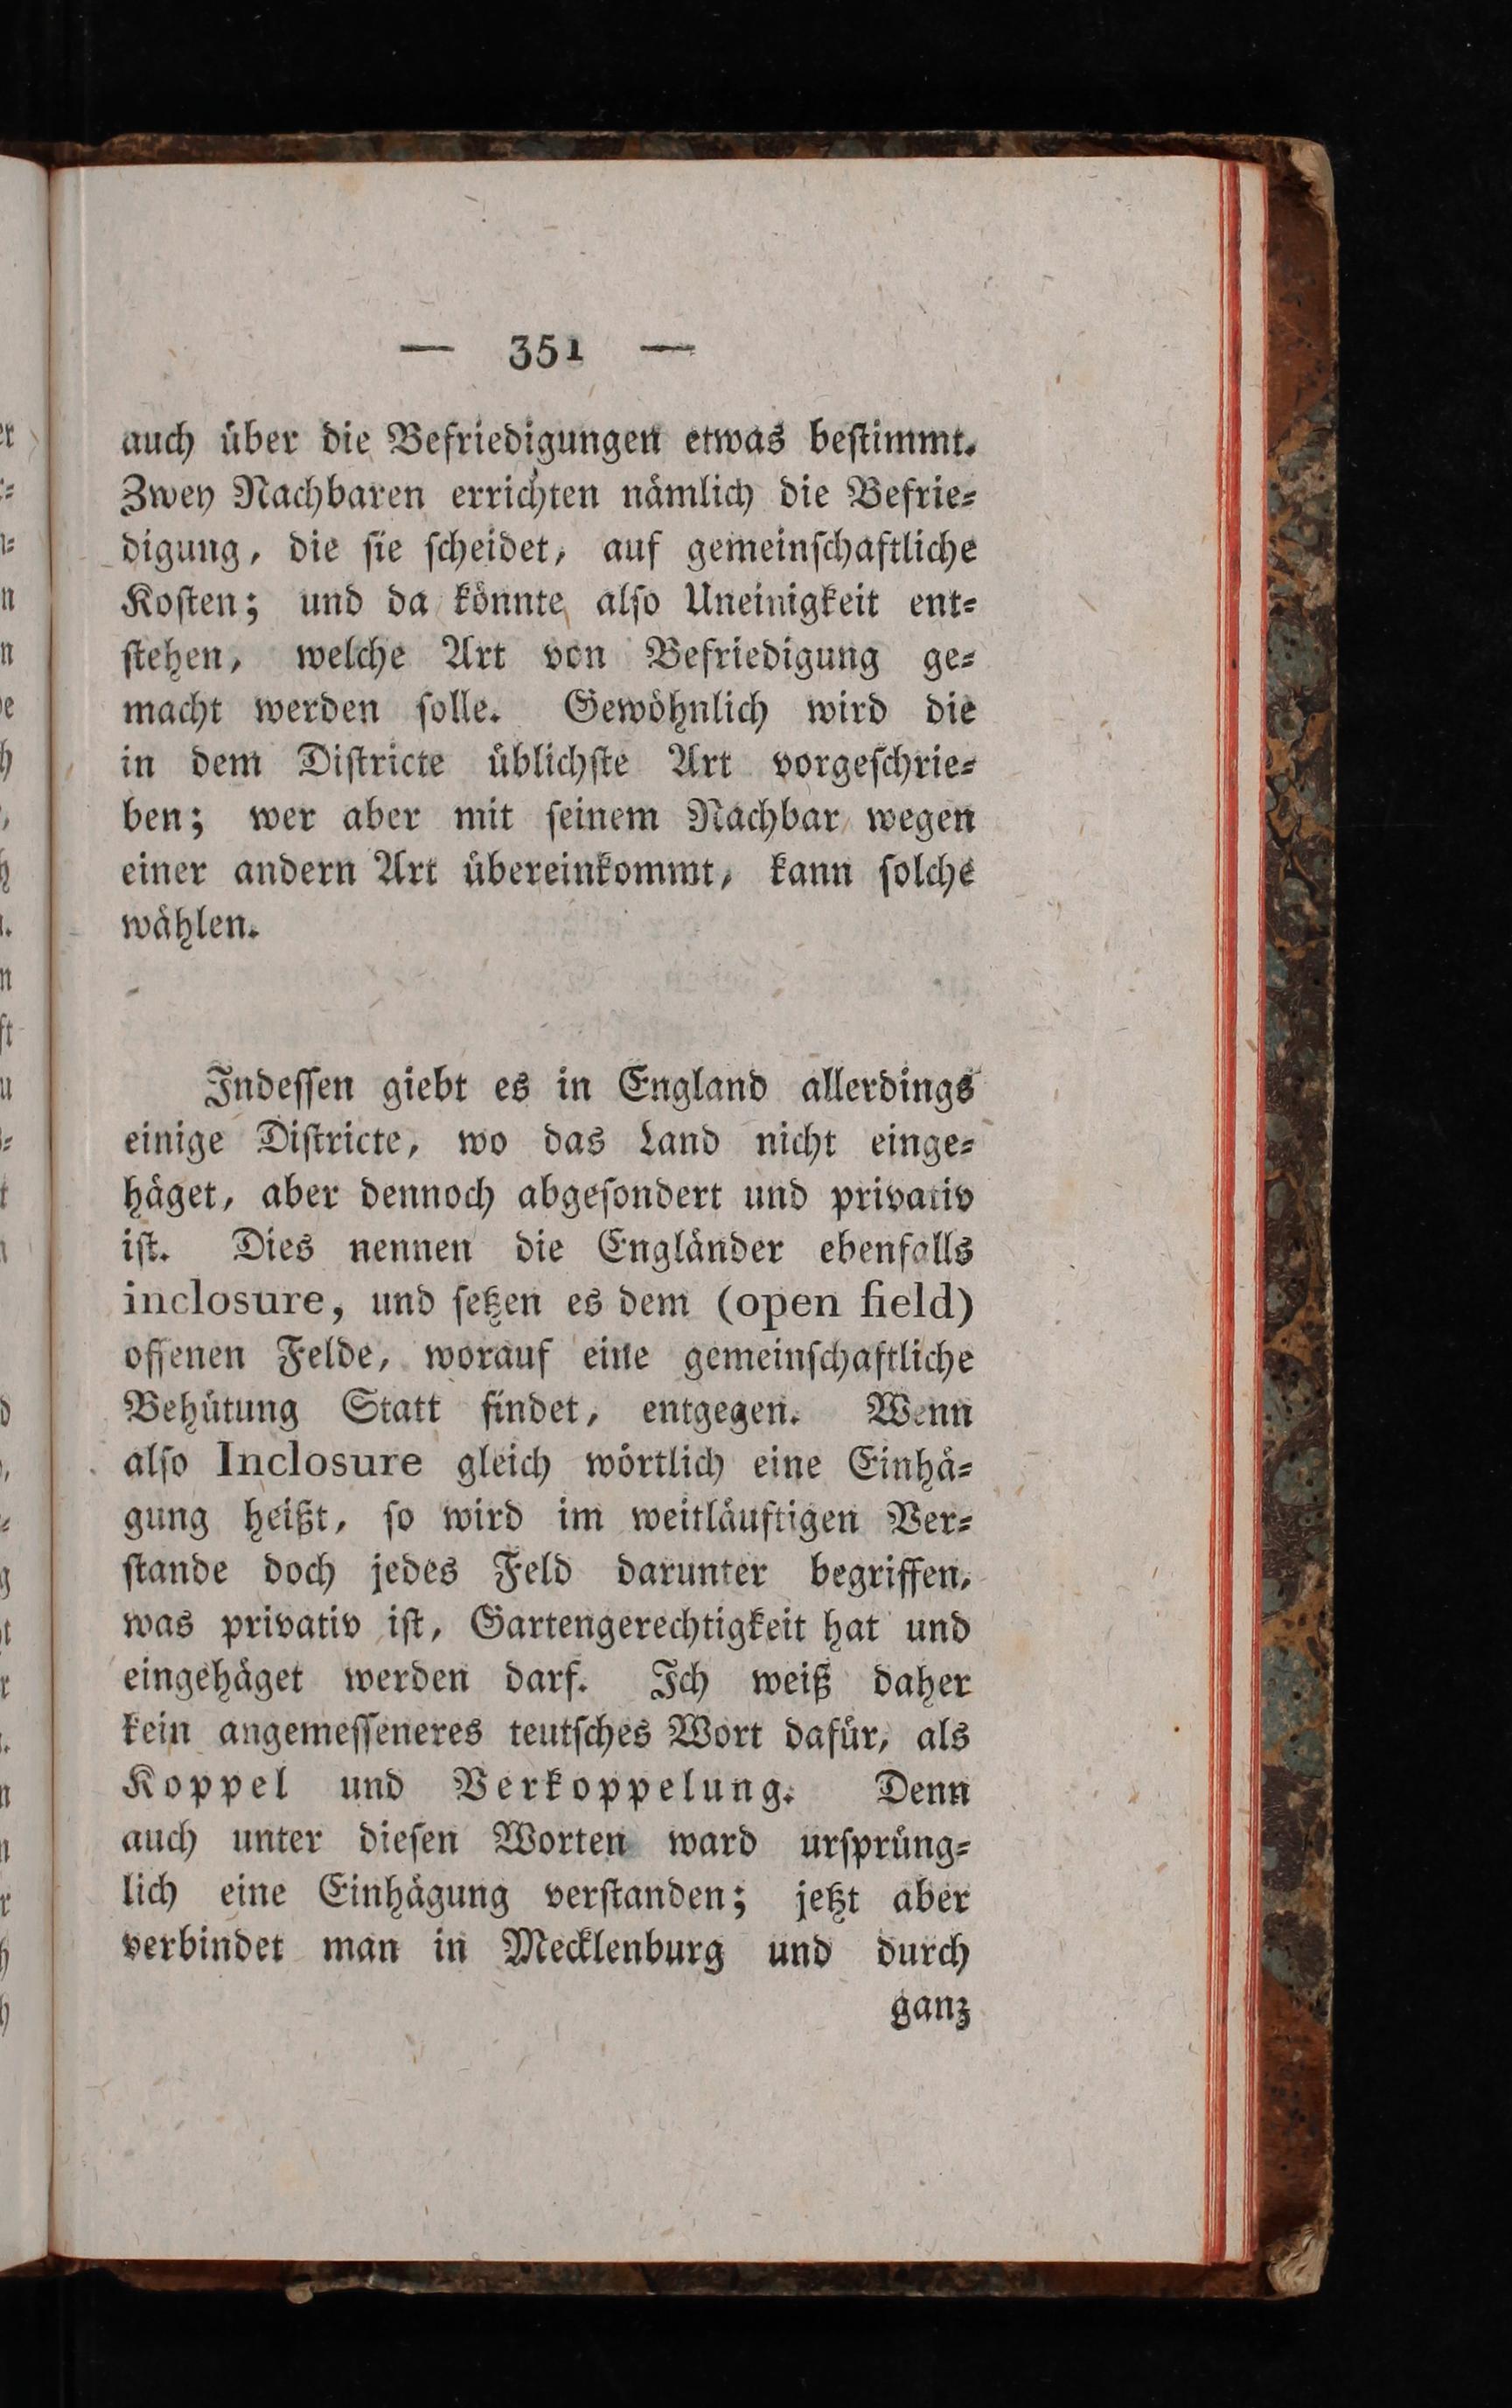 — 351 —
auch über die Befriedigungen etwas bestimmt.
Zwey Nachbaren errichten nämlich die Befrie-
digung, die sie scheidet, auf gemeinschaftliche
Kosten; und da könnte also Uneinigkeit ent-
stehen, welche Art von Befriedigung ge-
macht werden solle. Gewöhnlich wird die
in dem Districte üblichste Art vorgeschrie-
ben; wer aber mit seinem Nachbar wegen
einer andern Art übereinkommt, kann solche
wählen.
Indessen giebt es in England allerdings
einige Districte, wo das Land nicht einge-
häget, aber dennoch abgesondert und privativ
ist. Dies nennen die Engländer ebenfalls
inclosure, und setzen es dem (open field)
offenen Felde, worauf eine gemeinschaftliche
Behütung Statt findet, entgegen. Wenn
also Inclosure gleich wörtlich eine Einhä-
gung heißt, so wird im weitläuftigen Ver-
stande doch jedes Feld darunter begriffen,
was privativ ist, Gartengerechtigkeit hat und
eingehäget werden darf. Ich weiß daher
kein angemesseneres teutsches Wort dafür, als
Koppel und Verkoppelung. Denn
auch unter diesen Worten ward ursprüng-
lich eine Einhägung verstanden; jetzt aber
verbindet man in Mecklenburg und durch
ganz